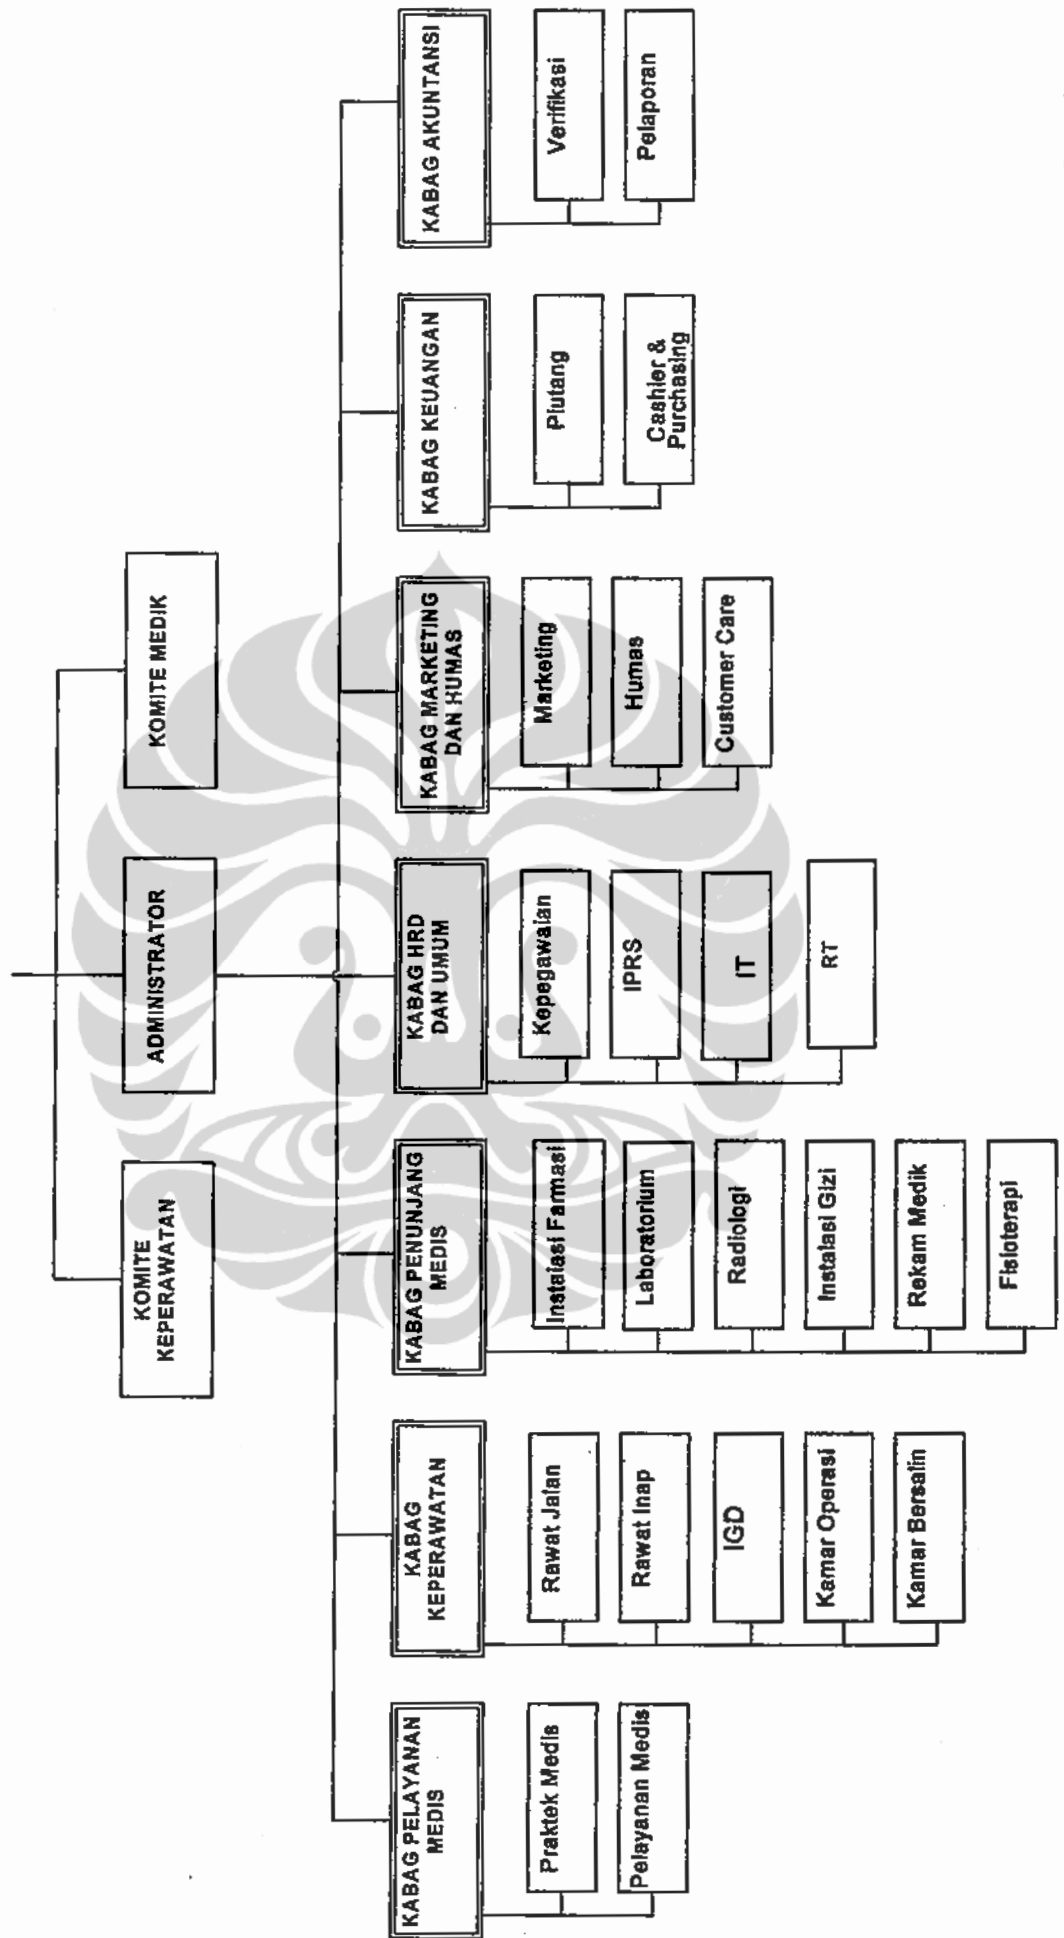 KOMITE
KEPERAWATAN
ADMINISTRATOR
KOMITE MEDIK
KABAG PELAYANAN
MEDIS
Praktek Medis
Pelayanan Medis
KABAG
KEPERAWATAN
Rawat Jalan
Rawat Inap
IGD
Kamar Operasi
Kamar Bersalin
KABAG PENUNJANG
MEDIS
Instalasi Farmasi
Laboratorium
Radiologi
Instalasi Gizi
Rekam Medik
Fisioterapi
KABAG HRD
DAN UMUM
Kepegawaian
IPRS
IT
RT
KABAG MARKETING
DAN HUMAS
Marketing
Humas
Customer Care
KABAG KEUANGAN
Piutang
Cashier &
Purchasing
KABAG AKUNTANSI
Verifikasi
Pelaporan